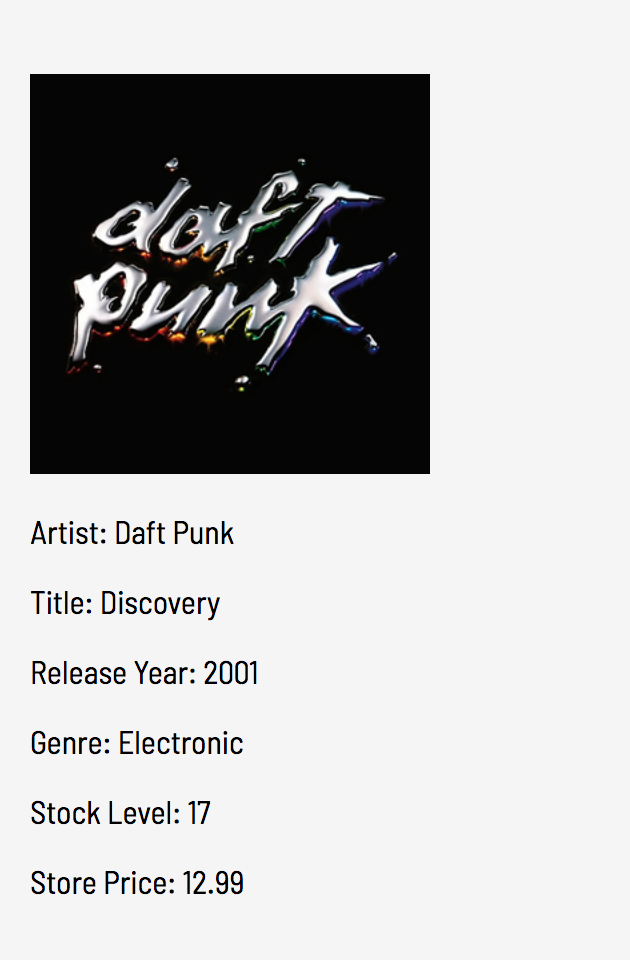 daft
punk
Artist: Daft Punk
Title: Discovery
Release Year: 2001
Genre: Electronic
Stock Level: 17
Store Price: 12.99